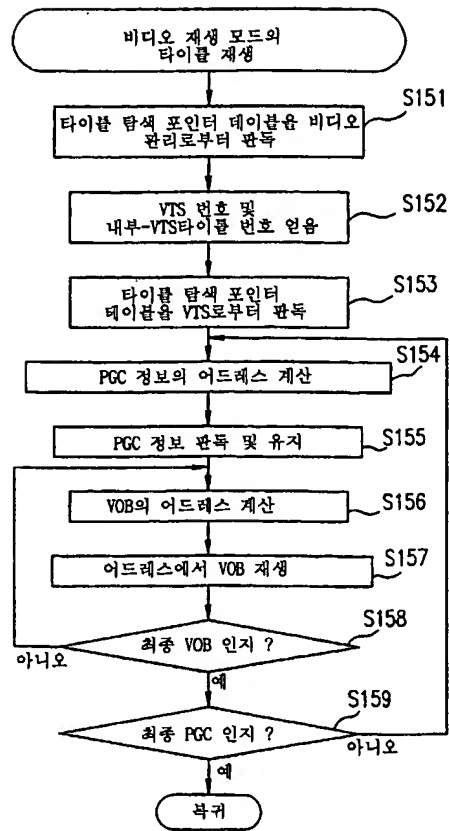 비디오 재생 모드의
타이틀 재생
S151
타이틀 탐색 포인터 테이블을 비디오
관리로부터 판독
S152
VTS 번호 및
내부-VTS타이틀 번호 얻음
S153
타이틀 탐색 포인터
테이블을 VTS로부터 판독
S154
PGC 정보의 어드레스 계산
S155
PGC 정보 판독 및 유지
S156
VOB의 어드레스 계산
S157
어드레스에서 VOB 재생
S158
최종 VOB 인지 ?
아니오
예
S159
최종 PGC 인지 ?
아니오
예
복귀